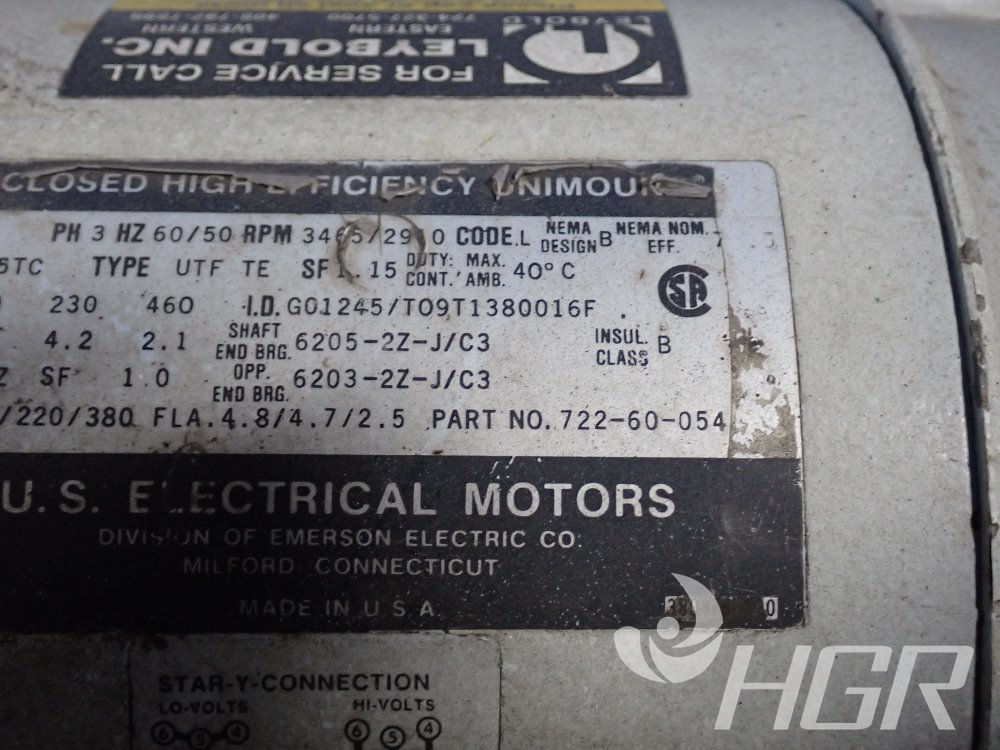 FOR SERVICE CALL
LEYBOLD INC.
EASTERN WESTERN
LEYBOLD
CLOSED HIGH EFFICIENCY UNIMOUNT
PH 3 HZ 60/50 RPM CODE L NEMA DESIGN B NEMA NOM. EFF.
5TC TYPE UTF TE SF 1.15 DUTY: CONT. MAX. AMB. 40°C
230 460 I.D. G01245/T09T1380016F
4.2 2.1 SHAFT END BRG. 6205-2Z-J/C3 INSUL. CLASS B
Z SF 1.0 OPP. END BRG. 6203-2Z-J/C3
/220/380 FLA. 4.8/4.7/2.5 PART NO. 722-60-054
U.S. ELECTRICAL MOTORS
DIVISION OF EMERSON ELECTRIC CO.
MILFORD, CONNECTICUT
MADE IN U.S.A.
STAR-Y-CONNECTION
LO-VOLTS HI-VOLTS
6 5 4 6 5 4
HGR